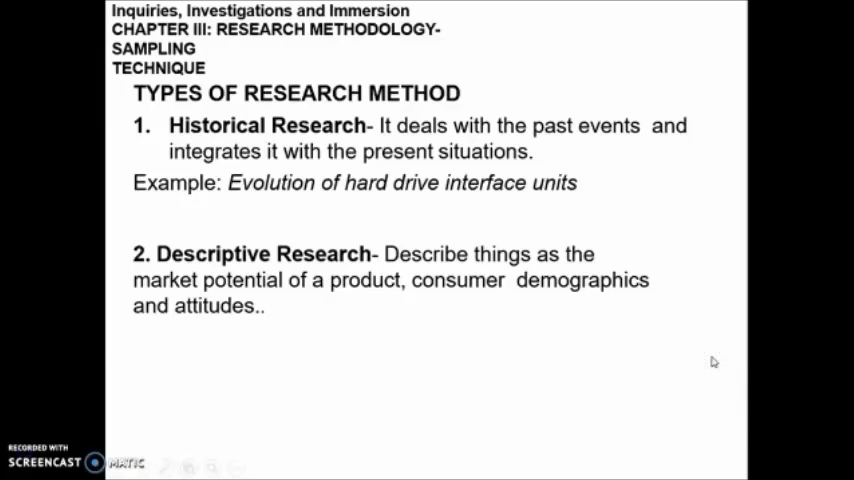 Inquiries, Investigations and Immersion
CHAPTER III: RESEARCH METHODOLOGY-
SAMPLING
TECHNIQUE
TYPES OF RESEARCH METHOD
1. Historical Research- It deals with the past events and
integrates it with the present situations.
Example: Evolution of hard drive interface units
2. Descriptive Research- Describe things as the
market potential of a product, consumer demographics
and attitudes..
RECORDED WITH
SCREENCAST MATIC